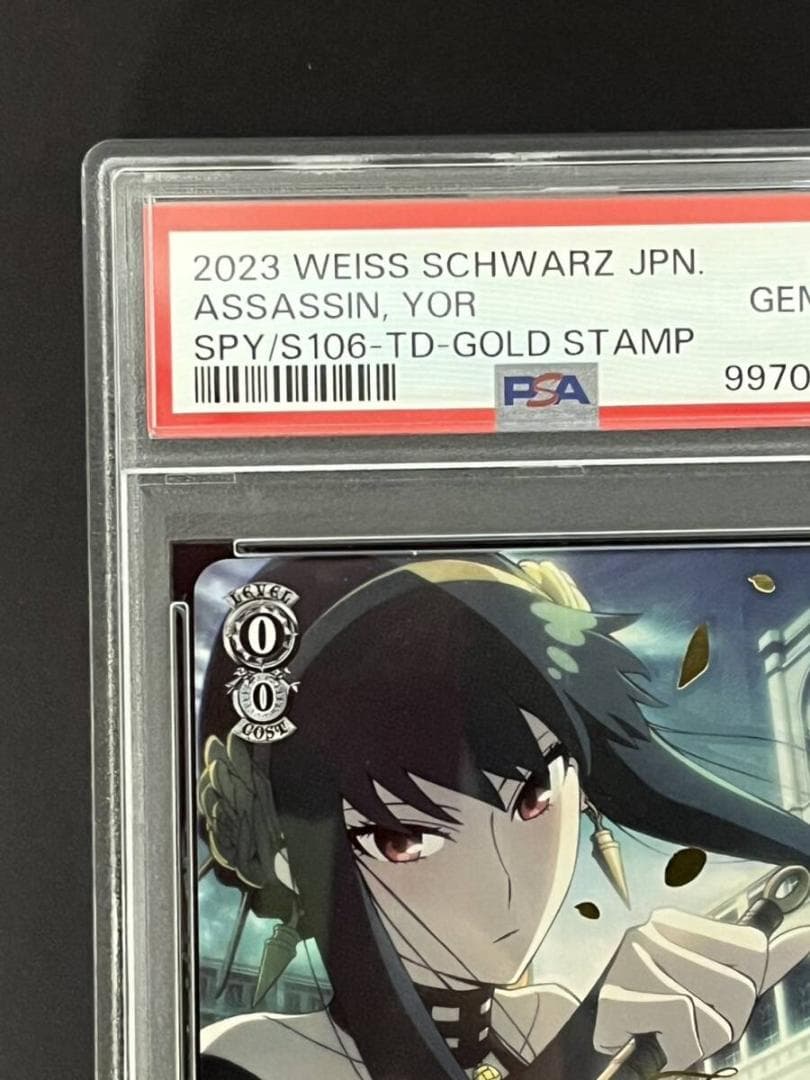 2023 WEISS SCHWARZ JPN.
ASSASSIN, YOR
GEM
SPY/S106-TD-GOLD STAMP
PSA
9970
LEVEL
0
0
COST